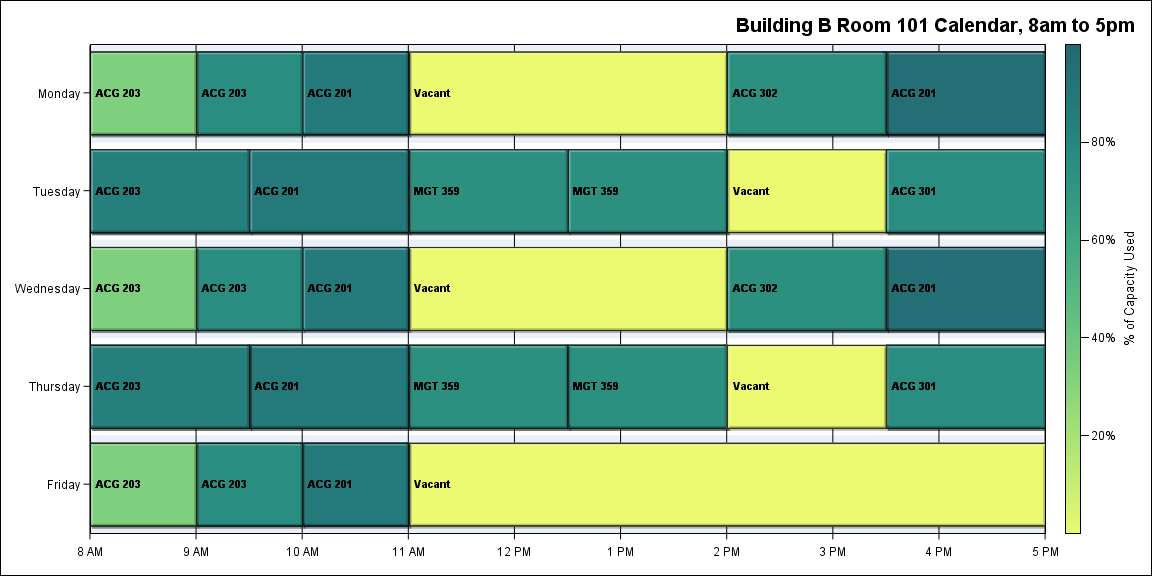 Building B Room 101 Calendar, 8am to 5pm
Monday
ACG 203
ACG 203
ACG 201
Vacant
ACG 302
ACG 201
Tuesday
ACG 203
ACG 201
MGT 359
MGT 359
Vacant
ACG 301
Wednesday
ACG 203
ACG 203
ACG 201
Vacant
ACG 302
ACG 201
Thursday
ACG 203
ACG 201
MGT 359
MGT 359
Vacant
ACG 301
Friday
ACG 203
ACG 203
ACG 201
Vacant
8 AM
9 AM
10 AM
11 AM
12 PM
1 PM
2 PM
3 PM
4 PM
5 PM
80%
60%
40%
20%
% of Capacity Used